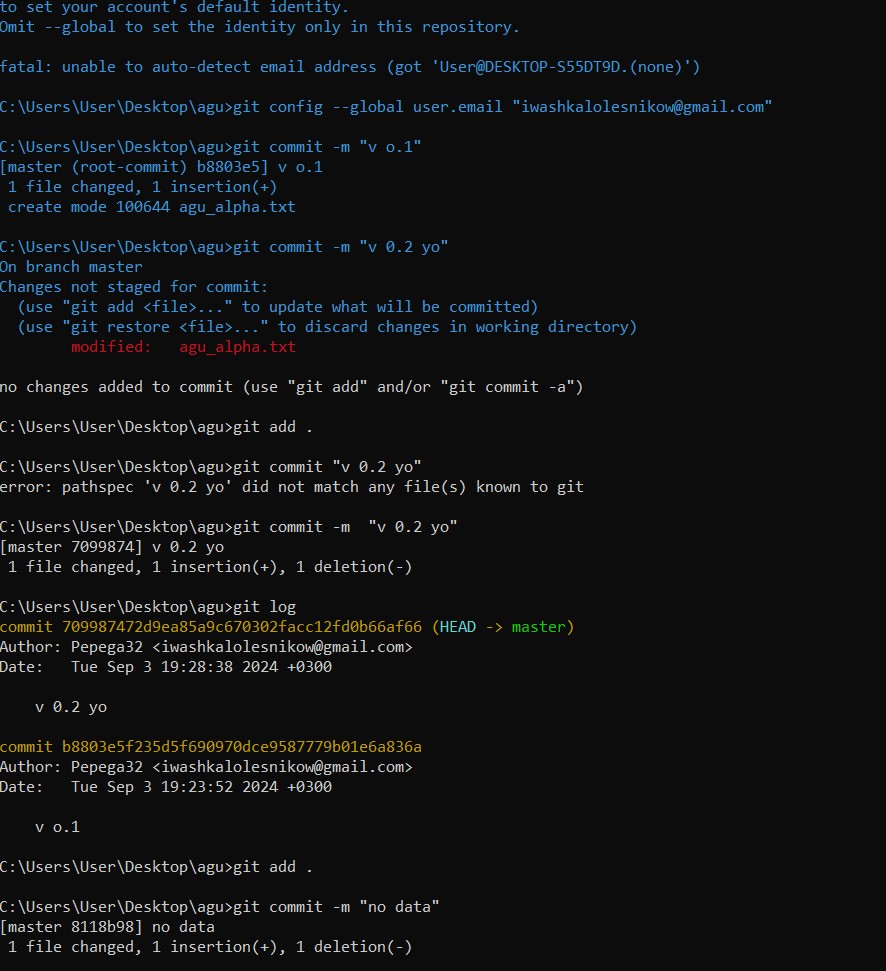 to set your account's default identity.
Omit --global to set the identity only in this repository.
fatal: unable to auto-detect email address (got 'User@DESKTOP-S55DT9D.(none)')
C:\Users\User\Desktop\agu>git config --global user.email "iwashkalolesnikow@gmail.com"
C:\Users\User\Desktop\agu>git commit -m "v o.1"
[master (root-commit) b8803e5] v o.1
 1 file changed, 1 insertion(+)
 create mode 100644 agu_alpha.txt
C:\Users\User\Desktop\agu>git commit -m "v 0.2 yo"
On branch master
Changes not staged for commit:
  (use "git add <file>..." to update what will be committed)
  (use "git restore <file>..." to discard changes in working directory)
        modified:   agu_alpha.txt
no changes added to commit (use "git add" and/or "git commit -a")
C:\Users\User\Desktop\agu>git add .
C:\Users\User\Desktop\agu>git commit "v 0.2 yo"
error: pathspec 'v 0.2 yo' did not match any file(s) known to git
C:\Users\User\Desktop\agu>git commit -m  "v 0.2 yo"
[master 7099874] v 0.2 yo
 1 file changed, 1 insertion(+), 1 deletion(-)
C:\Users\User\Desktop\agu>git log
commit 709987472d9ea85a9c670302facc12fd0b66af66 (HEAD -> master)
Author: Pepega32 <iwashkalolesnikow@gmail.com>
Date:   Tue Sep 3 19:28:38 2024 +0300
    v 0.2 yo
commit b8803e5f235d5f690970dce9587779b01e6a836a
Author: Pepega32 <iwashkalolesnikow@gmail.com>
Date:   Tue Sep 3 19:23:52 2024 +0300
    v o.1
C:\Users\User\Desktop\agu>git add .
C:\Users\User\Desktop\agu>git commit -m "no data"
[master 8118b98] no data
 1 file changed, 1 insertion(+), 1 deletion(-)